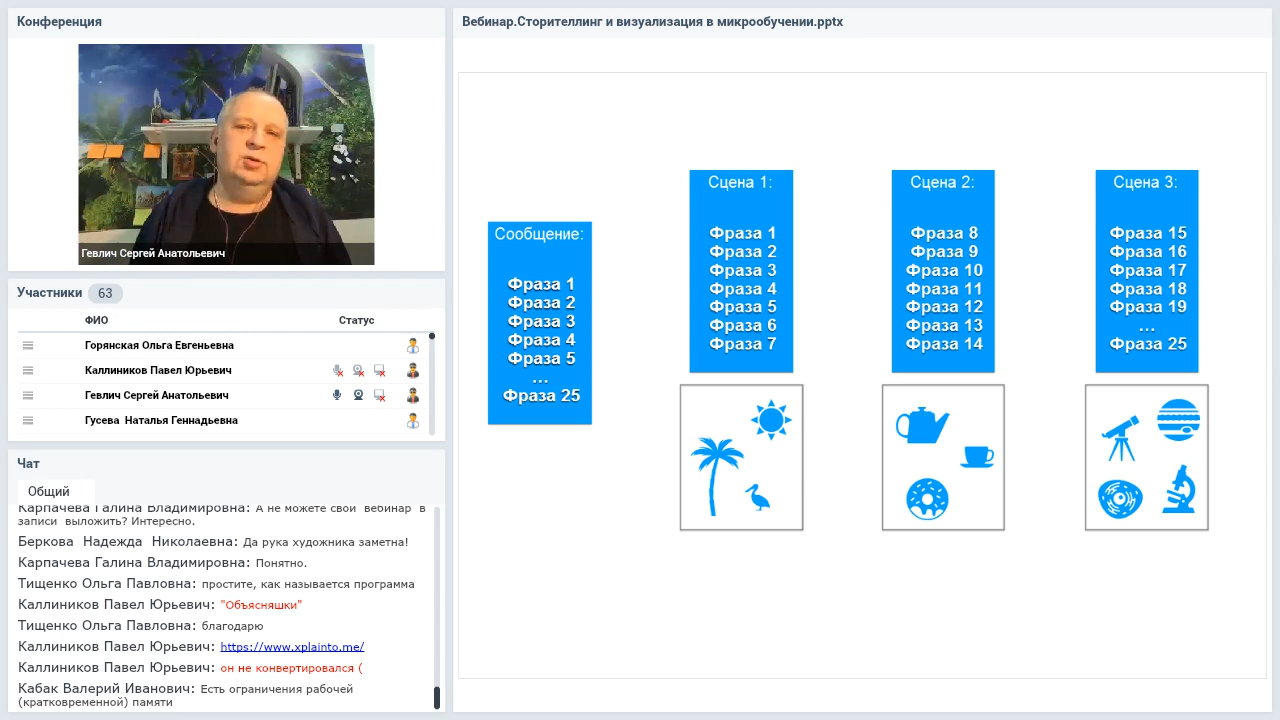 Конференция
Гевлич Сергей Анатольевич
Участники 63
ФИО Статус
Горянская Ольга Евгеньевна
Каллиников Павел Юрьевич
Гевлич Сергей Анатольевич
Гусева Наталья Геннадьевна
Чат
Общий
Карпачева Галина Владимировна: А не можете свои вебинар в
записи выложить? Интересно.
Беркова Надежда Николаевна: Да рука художника заметна!
Карпачева Галина Владимировна: Понятно.
Тищенко Ольга Павловна: простите, как называется программа
Каллиников Павел Юрьевич: "Объясняшки"
Тищенко Ольга Павловна: благодарю
Каллиников Павел Юрьевич: https://www.xplainto.me/
Каллиников Павел Юрьевич: он не конвертировался (
Кабак Валерий Иванович: Есть ограничения рабочей
(кратковременной) памяти
Вебинар.Сторителлинг и визуализация в микрообучении.pptx
Сообщение:
Фраза 1
Фраза 2
Фраза 3
Фраза 4
Фраза 5
...
Фраза 25
Сцена 1:
Фраза 1
Фраза 2
Фраза 3
Фраза 4
Фраза 5
Фраза 6
Фраза 7
Сцена 2:
Фраза 8
Фраза 9
Фраза 10
Фраза 11
Фраза 12
Фраза 13
Фраза 14
Сцена 3:
Фраза 15
Фраза 16
Фраза 17
Фраза 18
Фраза 19
...
Фраза 25